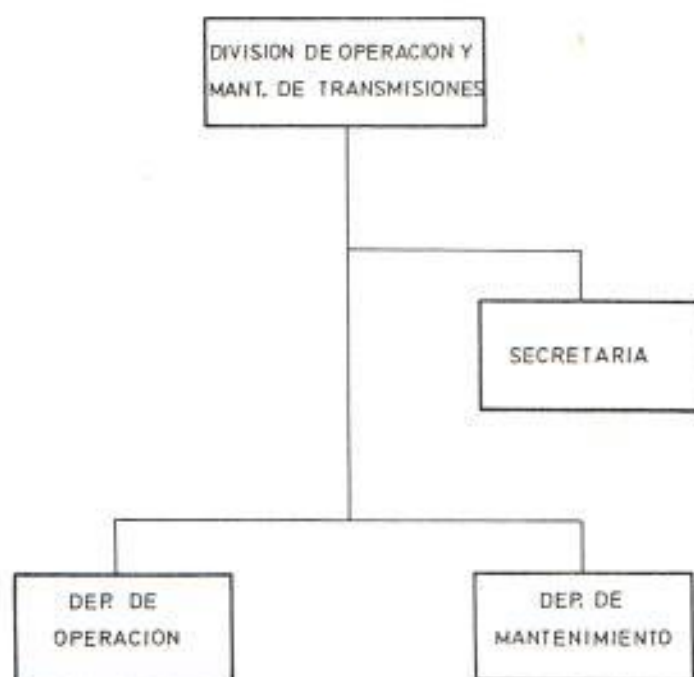 DIVISION DE OPERACION Y
MANT. DE TRANSMISIONES
SECRETARIA
DEP. DE
OPERACION
DEP. DE
MANTENIMIENTO